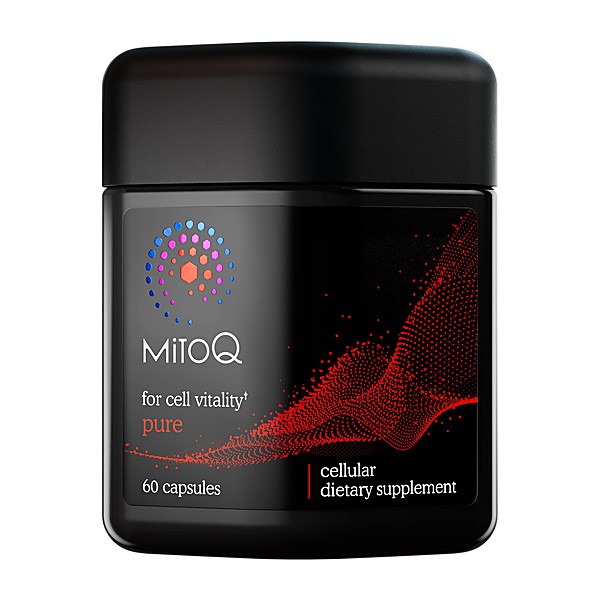 MiTOQ
for cell vitality†
pure
60 capsules
cellular
dietary supplement